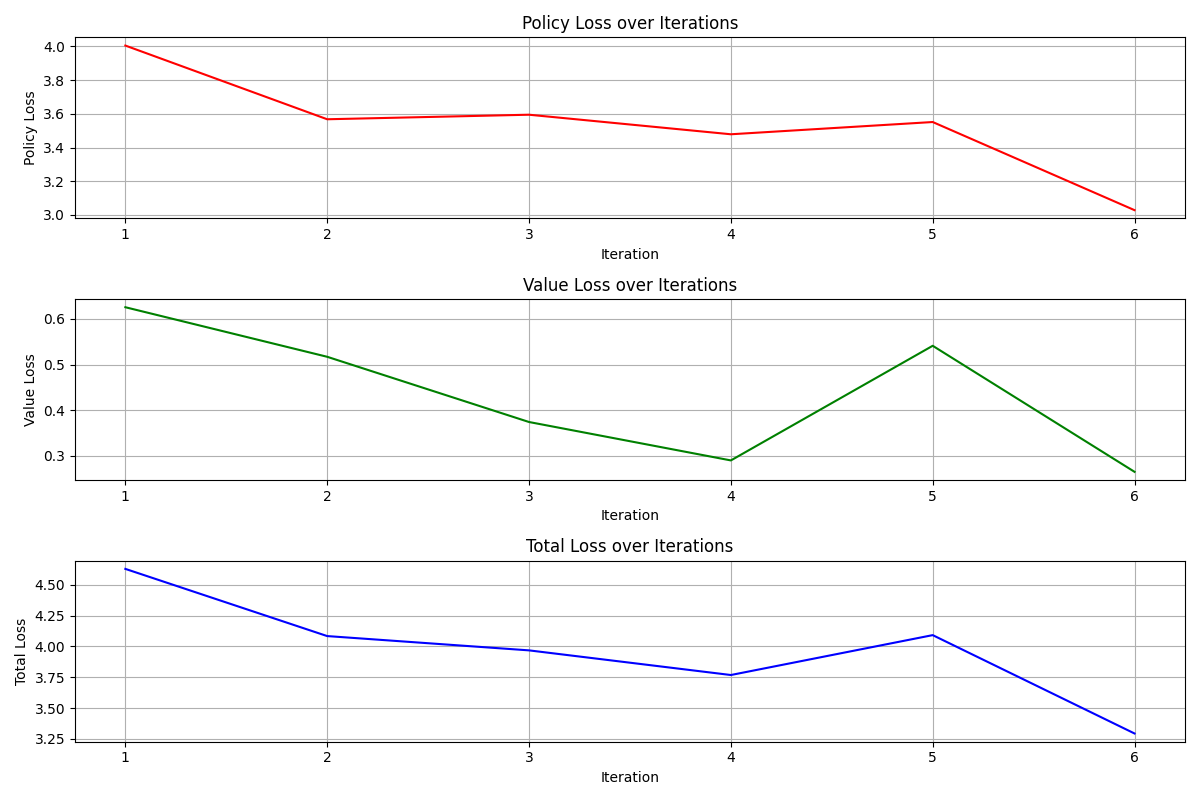 Policy Loss over Iterations
4.0
3.8
3.6
3.4
3.2
3.0
Policy Loss
1 2 3 4 5 6
Iteration
Value Loss over Iterations
0.6
0.5
0.4
0.3
Value Loss
1 2 3 4 5 6
Iteration
Total Loss over Iterations
4.50
4.25
4.00
3.75
3.50
3.25
Total Loss
1 2 3 4 5 6
Iteration